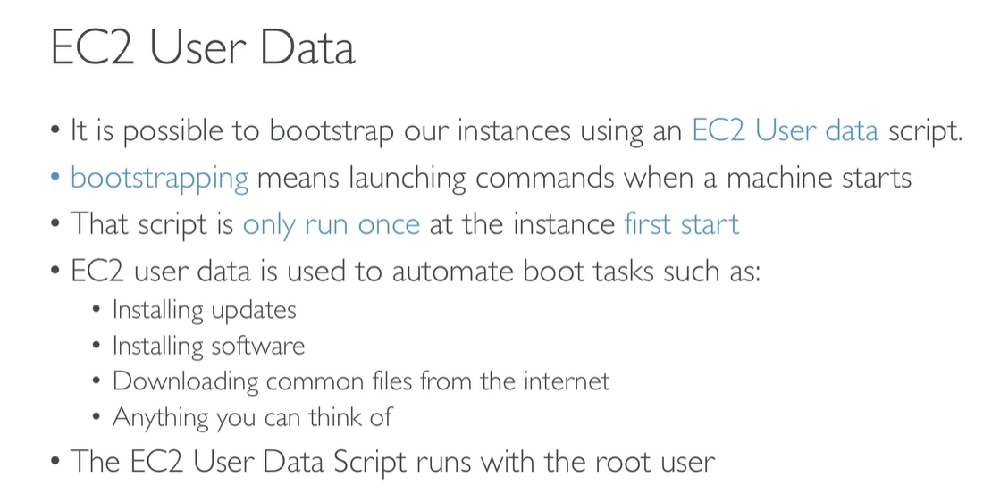 EC2 User Data
• It is possible to bootstrap our instances using an EC2 User data script.
• bootstrapping means launching commands when a machine starts
• That script is only run once at the instance first start
• EC2 user data is used to automate boot tasks such as:
• Installing updates
• Installing software
• Downloading common files from the internet
• Anything you can think of
• The EC2 User Data Script runs with the root user